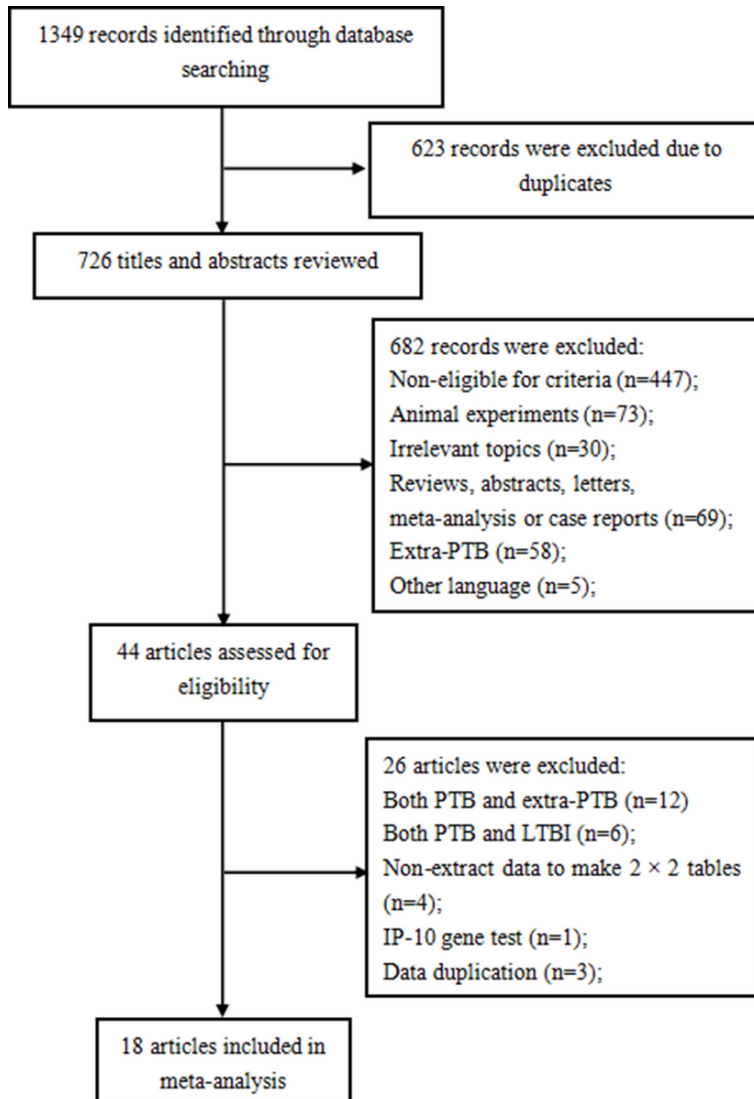 1349 records identified through database
searching
623 records were excluded due to
duplicates
726 titles and abstracts reviewed
682 records were excluded:
Non-eligible for criteria (n=447);
Animal experiments (n=73);
Irrelevant topics (n=30);
Reviews, abstracts, letters,
meta-analysis or case reports (n=69);
Extra-PTB (n=58);
Other language (n=5);
44 articles assessed for
eligibility
26 articles were excluded:
Both PTB and extra-PTB (n=12)
Both PTB and LTBI (n=6);
Non-extract data to make 2 × 2 tables
(n=4);
IP-10 gene test (n=1);
Data duplication (n=3);
18 articles included in
meta-analysis